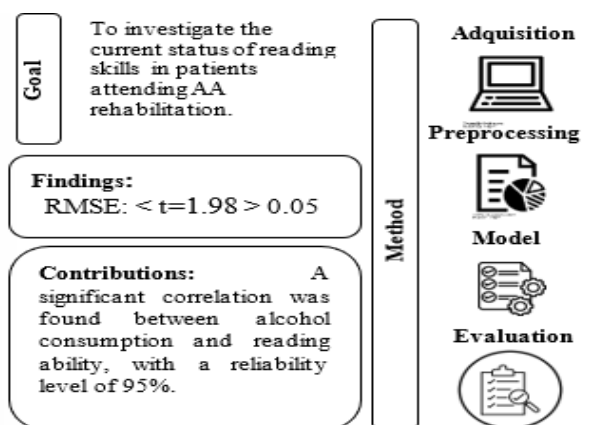 Goal
To investigate the
current status of reading
skills in patients
attending AA
rehabilitation.
Findings:
RMSE: < t=1.98 > 0.05
Contributions: A
significant correlation was
found between alcohol
consumption and reading
ability, with a reliability
level of 95%.
Method
Adquisition
Preprocessing
Model
Evaluation